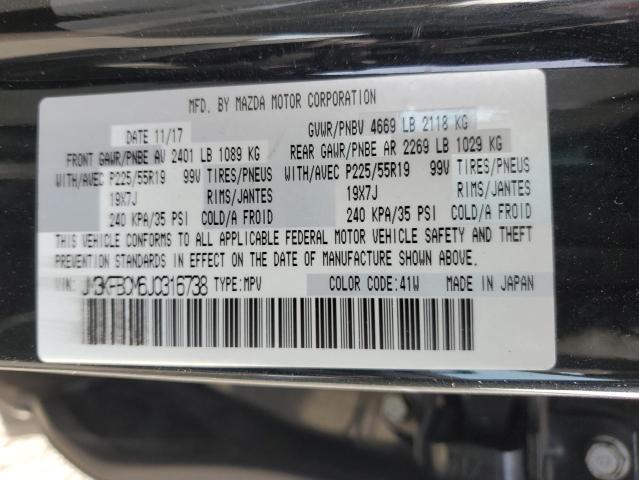 MFD. BY MAZDA MOTOR CORPORATION
DATE 11/17 GVWR/PNBV 4669 LB 2118 KG
FRONT GAWR/PNBE AV 2401 LB 1089 KG REAR GAWR/PNBE AR 2269 LB 1029 KG
WITH/AVEC P225/55R19 99V TIRES/PNEUS WITH/AVEC P225/55R19 99V TIRES/PNEUS
19X7J RIMS/JANTES 19X7J RIMS/JANTES
240 KPA/35 PSI COLD/A FROID 240 KPA/35 PSI COLD/A FROID
THIS VEHICLE CONFORMS TO ALL APPLICABLE FEDERAL MOTOR VEHICLE SAFETY AND THEFT
PREVENTION STANDARDS IN EFFECT ON THE DATE OF MANUFACTURE SHOWN ABOVE.
VIN: JM3KFBCM6J0316738 TYPE:MPV COLOR CODE:41W MADE IN JAPAN